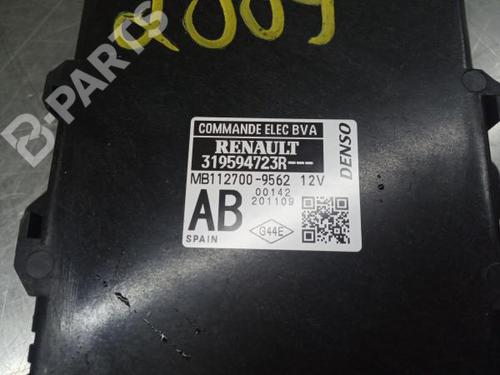 B-PARTS
COMMANDE ELEC BVA
RENAULT
319594723R---
MB112700-9562 12V
AB
00142
201109
SPAIN
G44E
DENSO